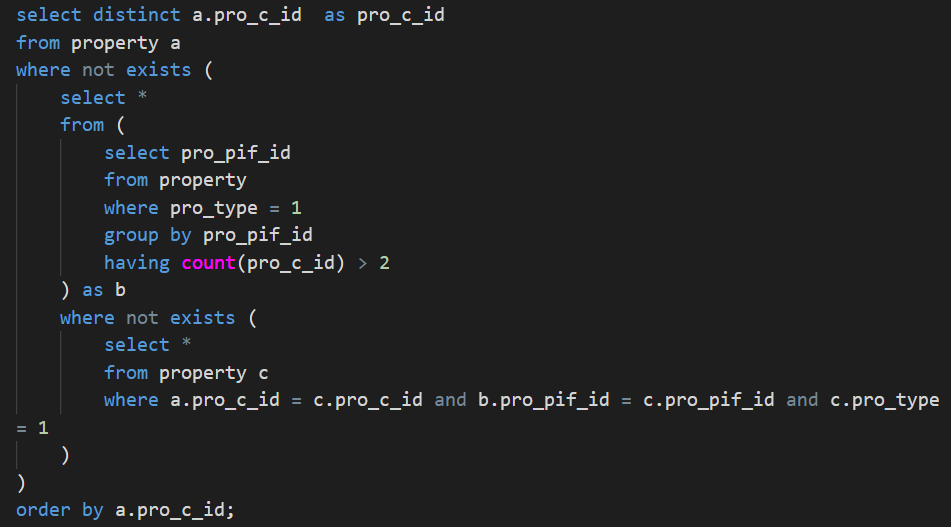 select distinct a.pro_c_id  as pro_c_id
from property a
where not exists (
    select *
    from (
        select pro_pif_id
        from property
        where pro_type = 1
        group by pro_pif_id
        having count(pro_c_id) > 2
    ) as b
    where not exists (
        select *
        from property c
        where a.pro_c_id = c.pro_c_id and b.pro_pif_id = c.pro_pif_id and c.pro_type
= 1
    )
)
order by a.pro_c_id;